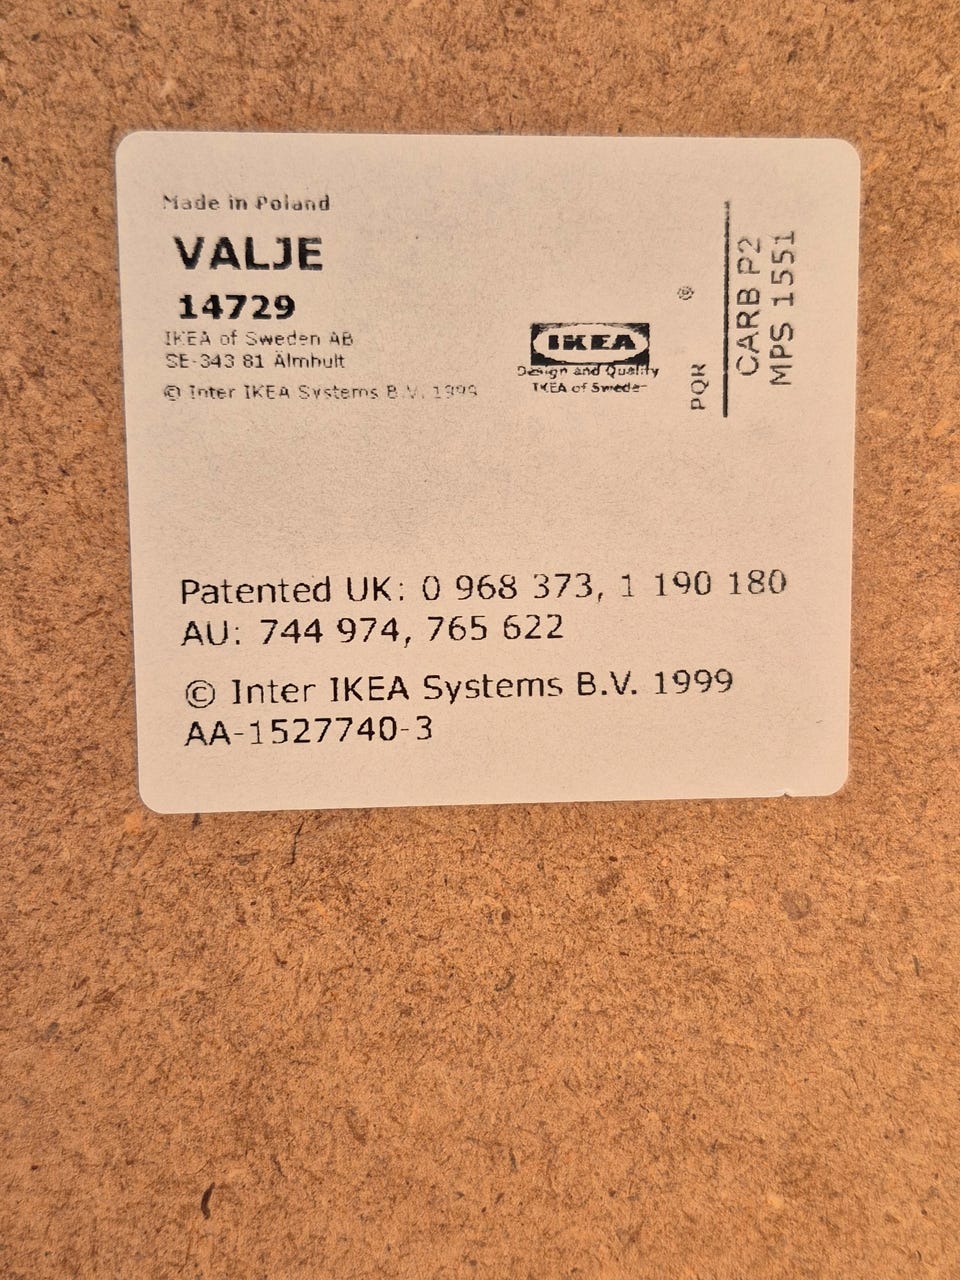 Made in Poland
VALJE
14729
IKEA of Sweden AB
SE-343 81 Älmhult
© Inter IKEA Systems B.V. 1999
®
IKEA
Design and Quality
IKEA of Sweden
PQR
CARB P2
MPS 1551
Patented UK: 0 968 373, 1 190 180
AU: 744 974, 765 622
© Inter IKEA Systems B.V. 1999
AA-1527740-3